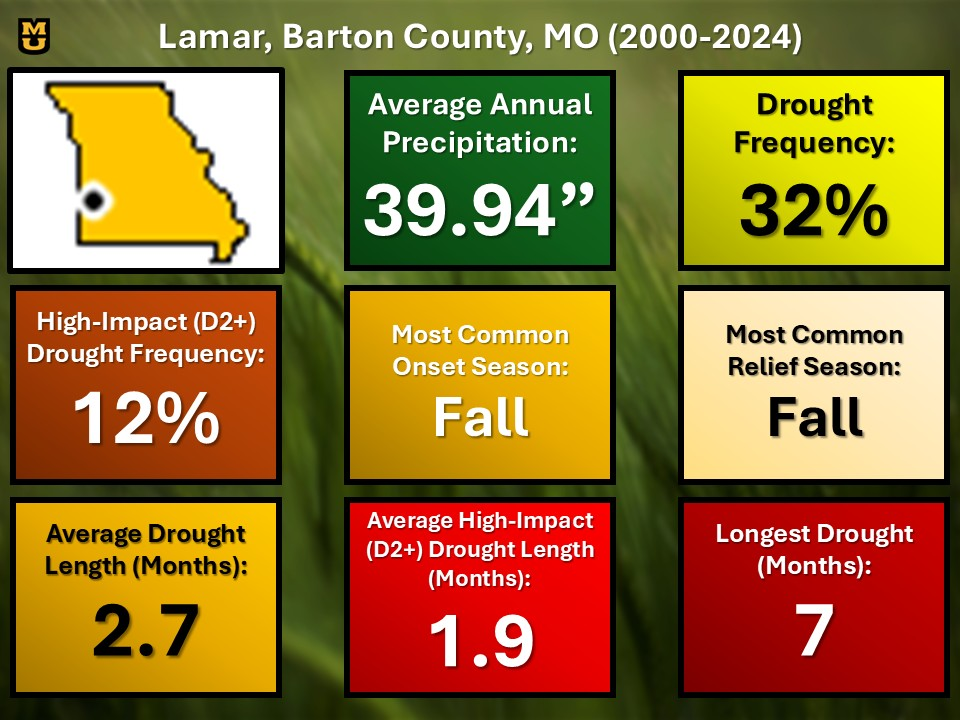 MU
Lamar, Barton County, MO (2000-2024)
Average Annual
Precipitation:
39.94”
Drought
Frequency:
32%
High-Impact (D2+)
Drought Frequency:
12%
Most Common
Onset Season:
Fall
Most Common
Relief Season:
Fall
Average Drought
Length (Months):
2.7
Average High-Impact
(D2+) Drought Length
(Months):
1.9
Longest Drought
(Months):
7